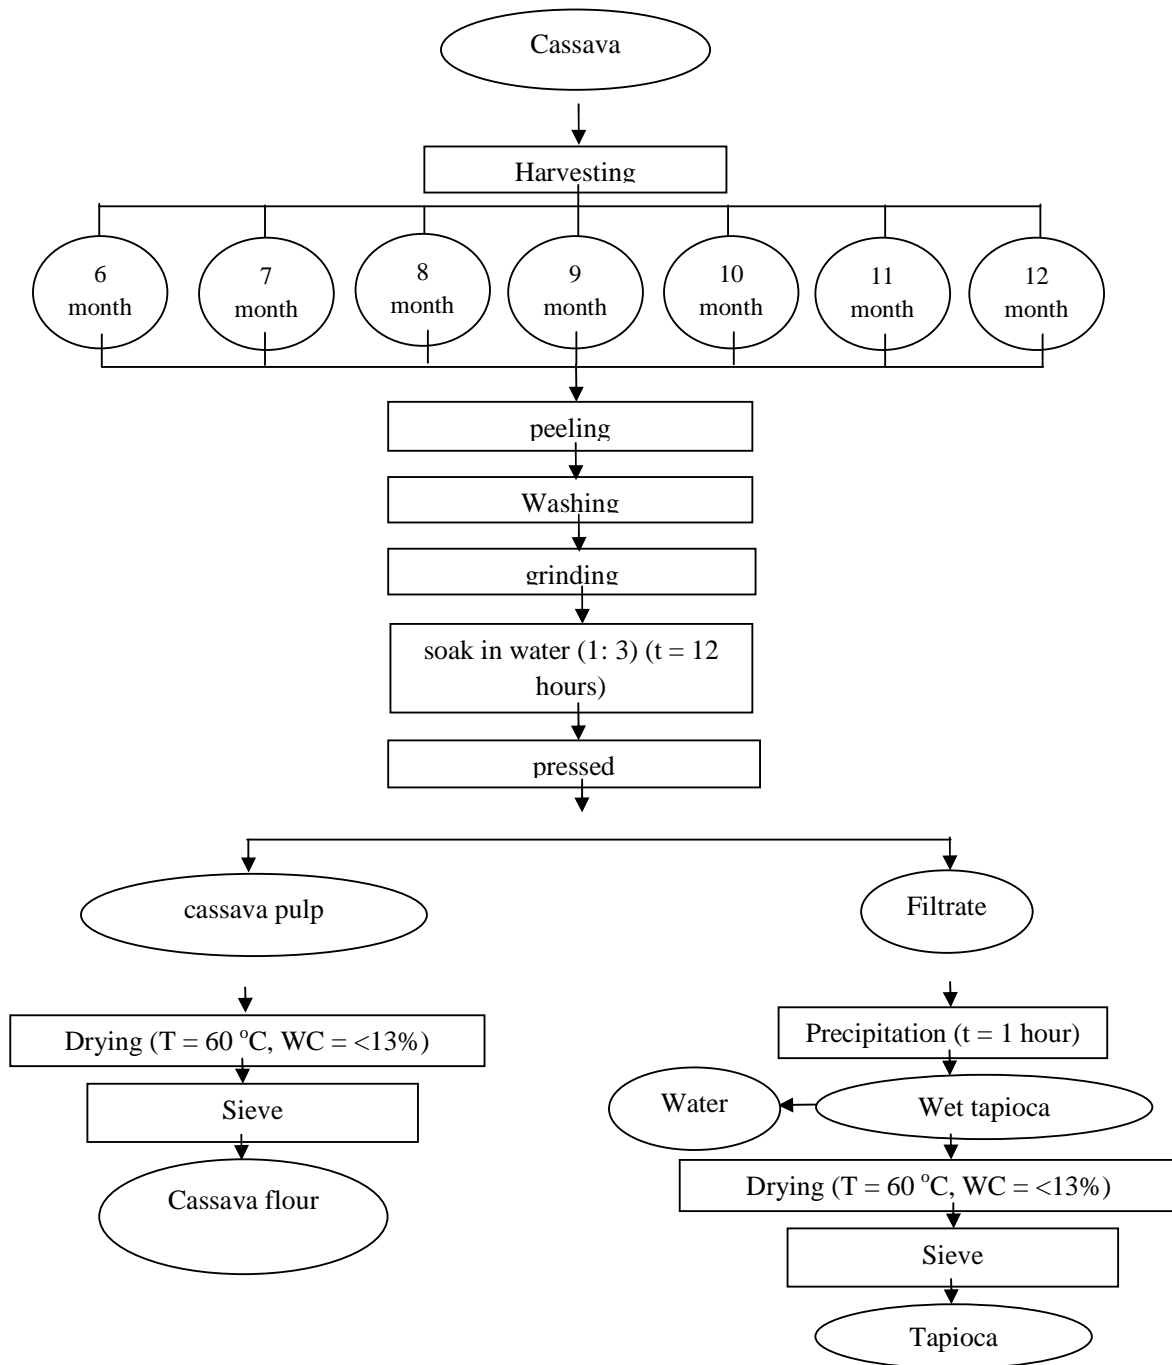 Cassava
Harvesting
6
month
7
month
8
month
9
month
10
month
11
month
12
month
peeling
Washing
grinding
soak in water (1: 3) (t = 12
hours)
pressed
cassava pulp
Filtrate
Drying (T = 60 °C, WC = <13%)
Precipitation (t = 1 hour)
Sieve
Water
Wet tapioca
Cassava flour
Drying (T = 60 °C, WC = <13%)
Sieve
Tapioca